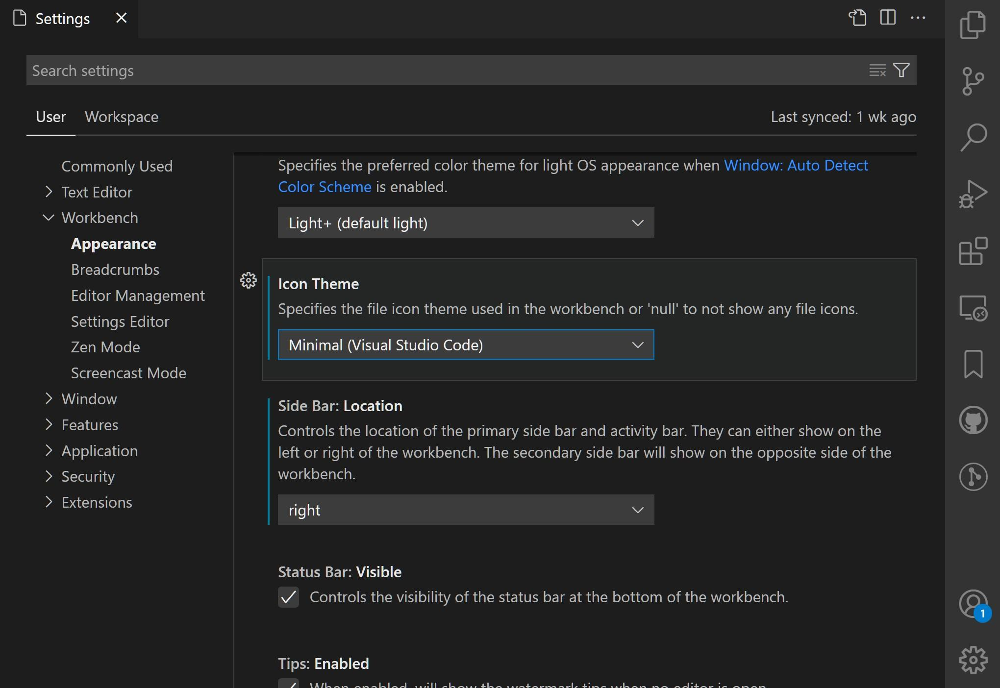 Settings
Search settings
User Workspace Last synced: 1 wk ago
Commonly Used
Text Editor
Workbench
Appearance
Breadcrumbs
Editor Management
Settings Editor
Zen Mode
Screencast Mode
Window
Features
Application
Security
Extensions
Specifies the preferred color theme for light OS appearance when Window: Auto Detect
Color Scheme is enabled.
Light+ (default light)
Icon Theme
Specifies the file icon theme used in the workbench or 'null' to not show any file icons.
Minimal (Visual Studio Code)
Side Bar: Location
Controls the location of the primary side bar and activity bar. They can either show on the
left or right of the workbench. The secondary side bar will show on the opposite side of the
workbench.
right
Status Bar: Visible
Controls the visibility of the status bar at the bottom of the workbench.
Tips: Enabled
When enabled, will show the watermark tips when no editor is open.
1